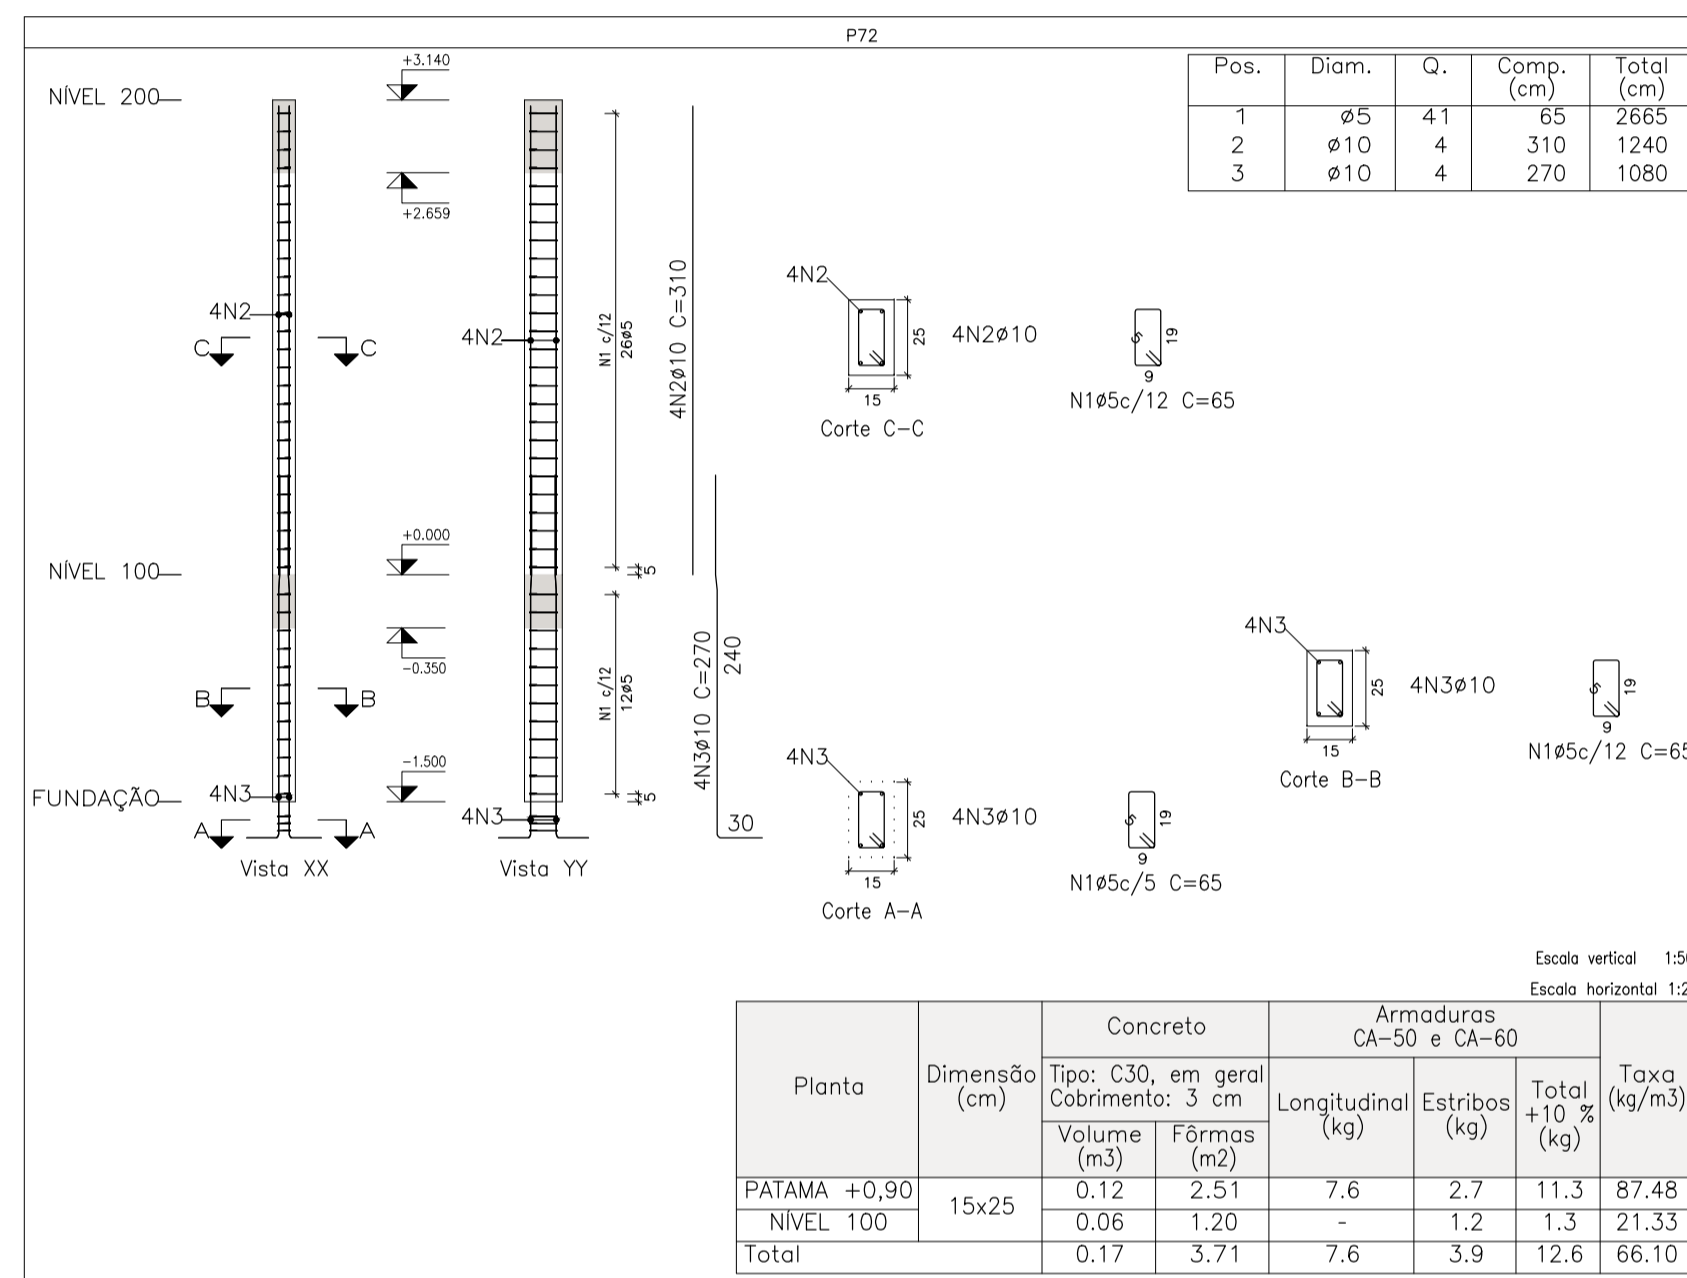 P72
Pos. Diam. Q. Comp. (cm) Total (cm)
1 ø5 41 65 2665
2 ø10 4 310 1240
3 ø10 4 270 1080
NÍVEL 200
+3.140
+2.659
4N2
C C
4N2
N1 c/12
26ø5
4N2ø10 C=310
4N2
25
15
Corte C-C
4N2ø10
5
19
9
N1ø5c/12 C=65
NÍVEL 100
+0.000
5
-0.350
B B
N1 c/12
12ø5
4N3ø10 C=270
240
30
4N3
25
15
Corte B-B
4N3ø10
5
19
9
N1ø5c/12 C=65
-1.500
FUNDAÇÃO
4N3
5
4N3
A A
Vista XX
Vista YY
4N3
25
15
Corte A-A
4N3ø10
5
19
9
N1ø5c/5 C=65
Escala vertical
Escala horizontal
Planta
Dimensão (cm)
Concreto
Tipo: C30, em geral
Cobrimento: 3 cm
Volume (m3)
Fôrmas (m2)
Armaduras
CA-50 e CA-60
Longitudinal (kg)
Estribos (kg)
Total +10 % (kg)
Taxa (kg/m3)
PATAMA +0,90 15x25 0.12 2.51 7.6 2.7 11.3 87.48
NÍVEL 100 0.06 1.20 - 1.2 1.3 21.33
Total 0.17 3.71 7.6 3.9 12.6 66.10